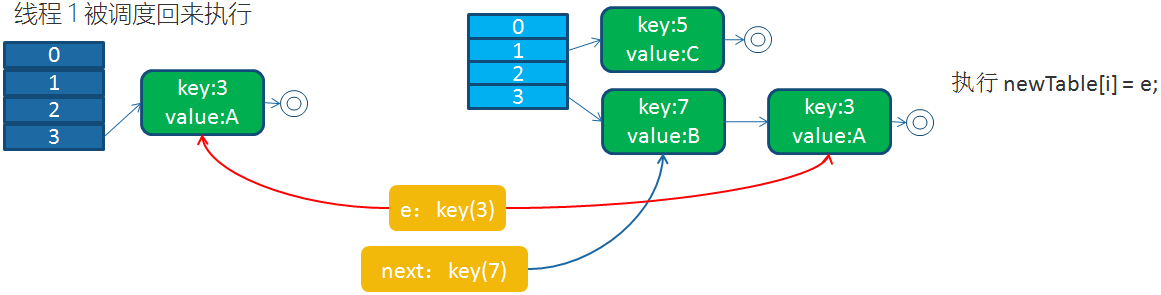 线程1被调度回来执行
0
1
2
3
key:3
value:A
0
1
2
3
key:5
value:C
key:7
value:B
key:3
value:A
执行 newTable[i] = e;
e：key(3)
next：key(7)